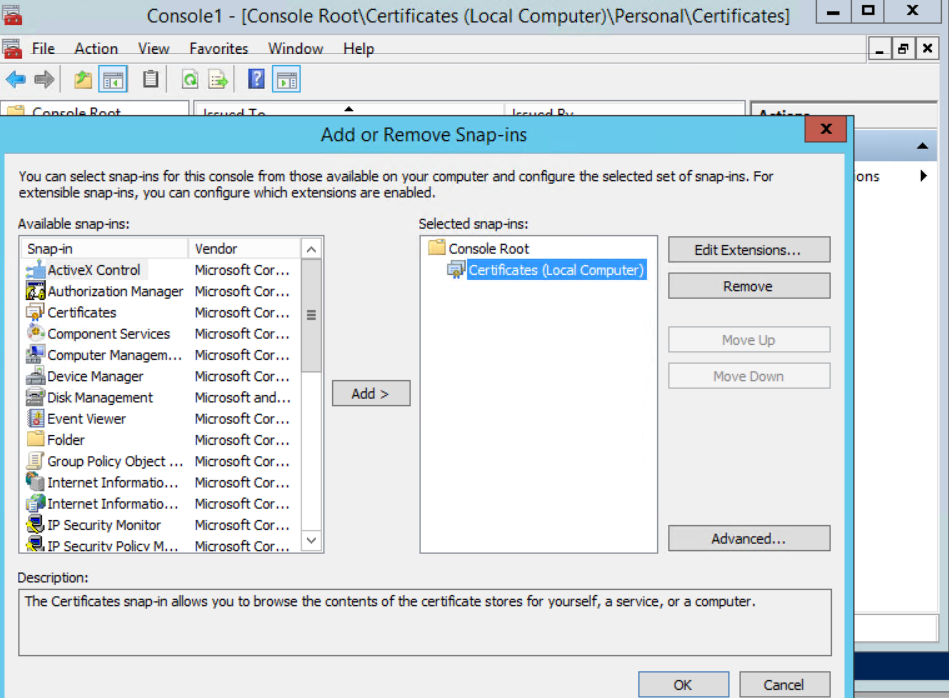 Console1 - [Console Root\Certificates (Local Computer)\Personal\Certificates]
File Action View Favorites Window Help
Console Root Issued To Issued By Actions
Add or Remove Snap-ins
ions
You can select snap-ins for this console from those available on your computer and configure the selected set of snap-ins. For
extensible snap-ins, you can configure which extensions are enabled.
Available snap-ins:
Snap-in Vendor
ActiveX Control Microsoft Cor...
Authorization Manager Microsoft Cor...
Certificates Microsoft Cor...
Component Services Microsoft Cor...
Computer Managem... Microsoft Cor...
Device Manager Microsoft Cor...
Disk Management Microsoft and...
Event Viewer Microsoft Cor...
Folder Microsoft Cor...
Group Policy Object ... Microsoft Cor...
Internet Informatio... Microsoft Cor...
Internet Informatio... Microsoft Cor...
IP Security Monitor Microsoft Cor...
IP Security Policy M... Microsoft Cor...
Add >
Selected snap-ins:
Console Root
Certificates (Local Computer)
Edit Extensions...
Remove
Move Up
Move Down
Advanced...
Description:
The Certificates snap-in allows you to browse the contents of the certificate stores for yourself, a service, or a computer.
OK Cancel